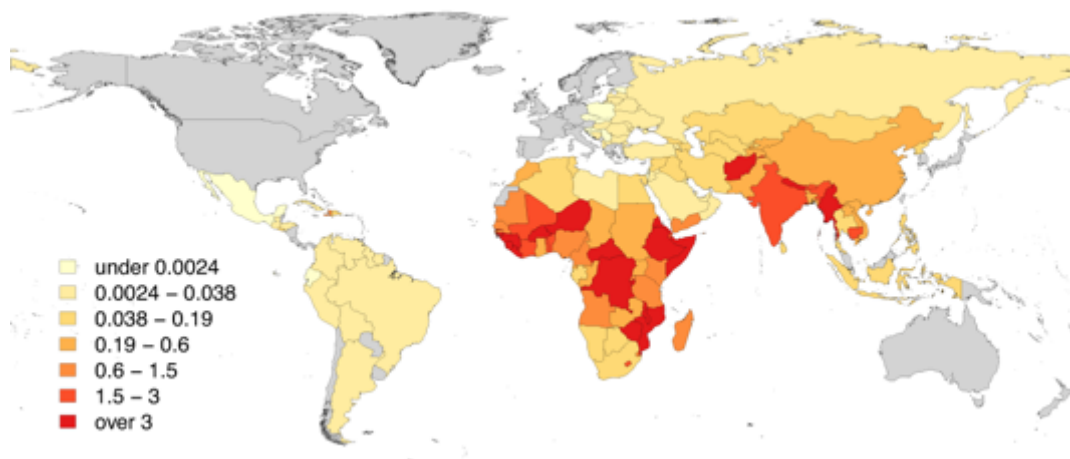 under 0.0024
0.0024 – 0.038
0.038 – 0.19
0.19 – 0.6
0.6 – 1.5
1.5 – 3
over 3